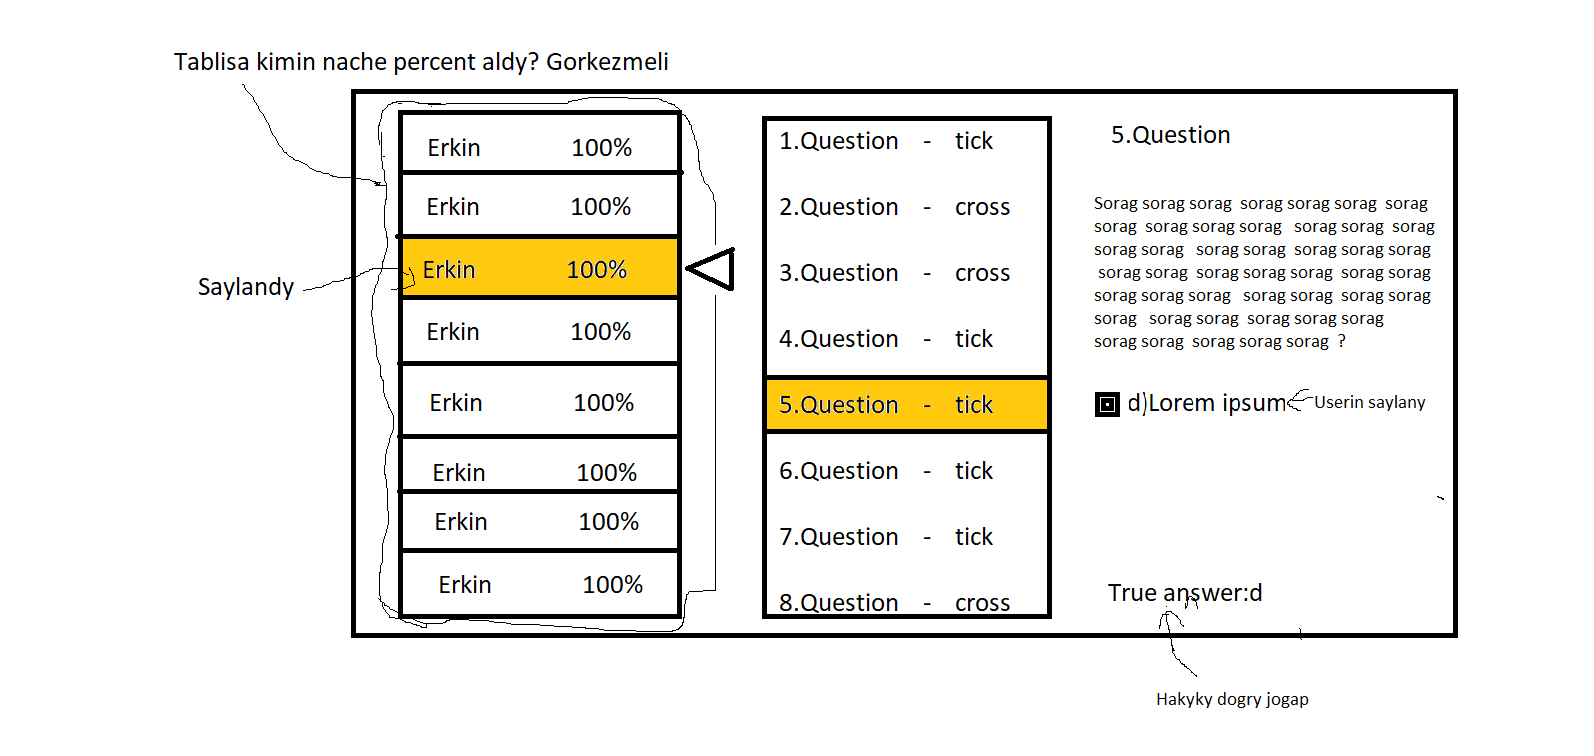 Tablisa kimin nache percent aldy? Gorkezmeli
Erkin 100%
Erkin 100%
Erkin 100%
Erkin 100%
Erkin 100%
Erkin 100%
Erkin 100%
Erkin 100%
Saylandy
1.Question - tick
2.Question - cross
3.Question - cross
4.Question - tick
5.Question - tick
6.Question - tick
7.Question - tick
8.Question - cross
5.Question
Sorag sorag sorag sorag sorag sorag sorag
sorag sorag sorag sorag sorag sorag sorag
sorag sorag sorag sorag sorag sorag sorag
sorag sorag sorag sorag sorag sorag sorag
sorag sorag sorag sorag sorag sorag sorag
sorag sorag sorag sorag sorag sorag
sorag sorag sorag sorag sorag ?
d)Lorem ipsum
Userin saylany
True answer:d
Hakyky dogry jogap